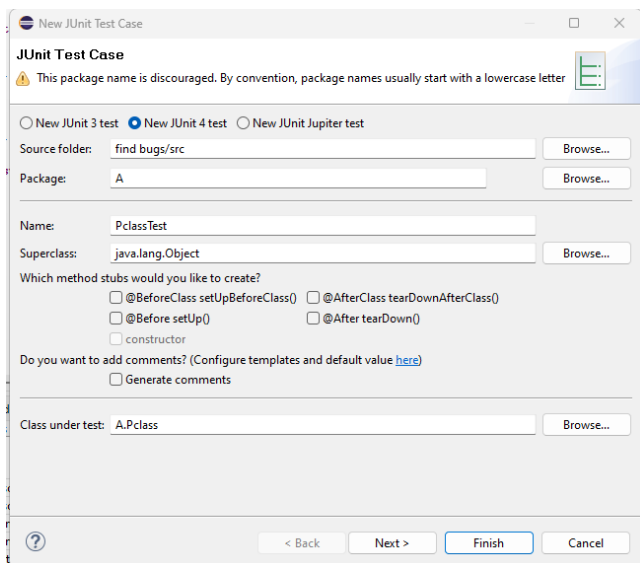 New JUnit Test Case
JUnit Test Case
This package name is discouraged. By convention, package names usually start with a lowercase letter
New JUnit 3 test New JUnit 4 test New JUnit Jupiter test
Source folder: find bugs/src Browse...
Package: A Browse...
Name: PclassTest
Superclass: java.lang.Object Browse...
Which method stubs would you like to create?
@BeforeClass setUpBeforeClass() @AfterClass tearDownAfterClass()
@Before setUp() @After tearDown()
constructor
Do you want to add comments? (Configure templates and default value here)
Generate comments
Class under test: A.Pclass Browse...
? < Back Next > Finish Cancel